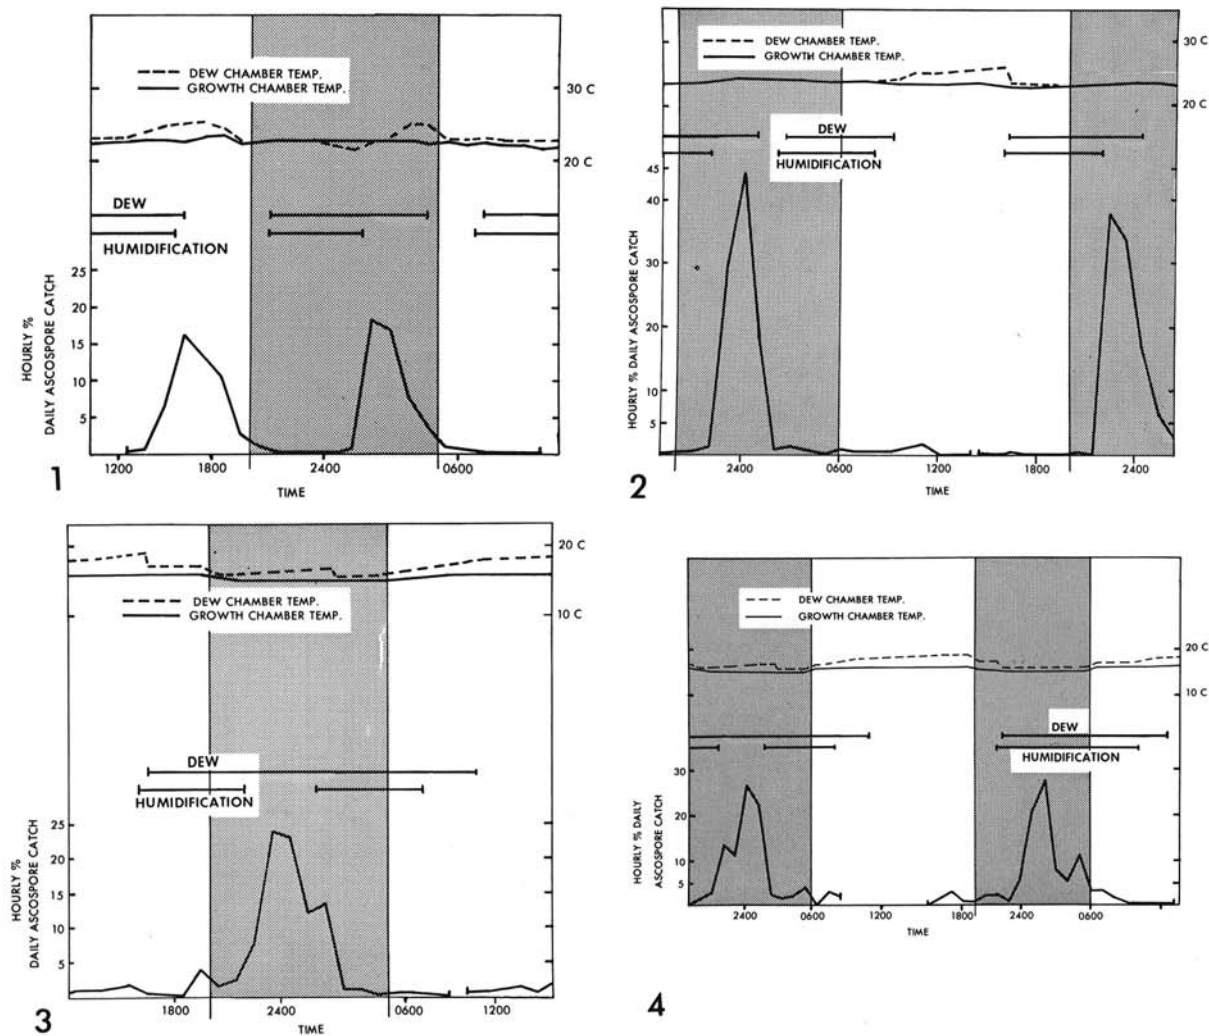 DEW CHAMBER TEMP.
GROWTH CHAMBER TEMP.
30 C
20 C
DEW
HUMIDIFICATION
HOURLY %
DAILY ASCOSPORE CATCH
25
20
15
10
5
1200
1800
2400
0600
TIME
1
DEW CHAMBER TEMP.
GROWTH CHAMBER TEMP.
30 C
20 C
DEW
HUMIDIFICATION
HOURLY % DAILY ASCOSPORE CATCH
45
40
30
20
10
5
2400
0600
1200
1800
2400
TIME
2
20 C
10 C
DEW CHAMBER TEMP.
GROWTH CHAMBER TEMP.
DEW
HUMIDIFICATION
HOURLY %
DAILY ASCOSPORE CATCH
25
20
15
10
5
1800
2400
0600
1200
TIME
3
DEW CHAMBER TEMP.
GROWTH CHAMBER TEMP.
20 C
10 C
DEW
HUMIDIFICATION
HOURLY % DAILY
ASCOSPORE CATCH
30
20
10
5
2400
0600
1200
1800
2400
0600
TIME
4